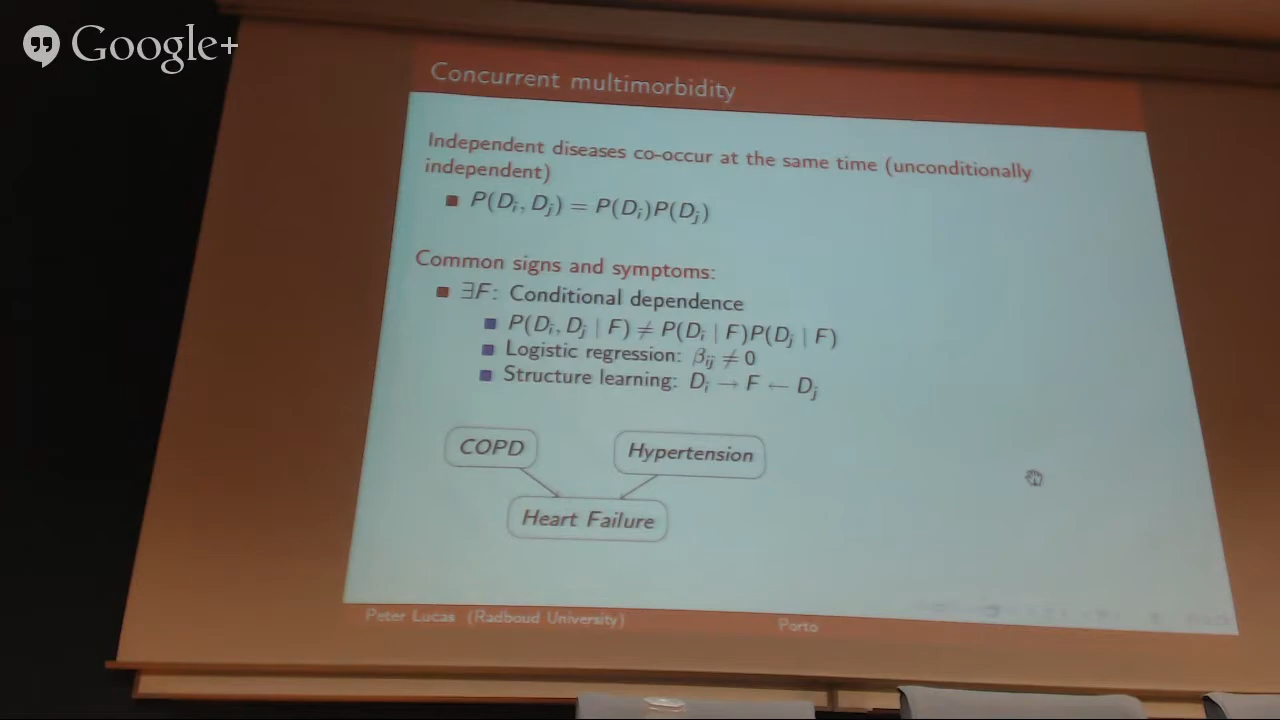 Google+
Concurrent multimorbidity
Independent diseases co-occur at the same time (unconditionally
independent)
P(Di, Dj) = P(Di)P(Dj)
Common signs and symptoms:
∃F: Conditional dependence
P(Di, Dj | F) ≠ P(Di | F)P(Dj | F)
Logistic regression: βij ≠ 0
Structure learning: Di → F ← Dj
COPD
Hypertension
Heart Failure
Peter Lucas (Radboud University)
Porto